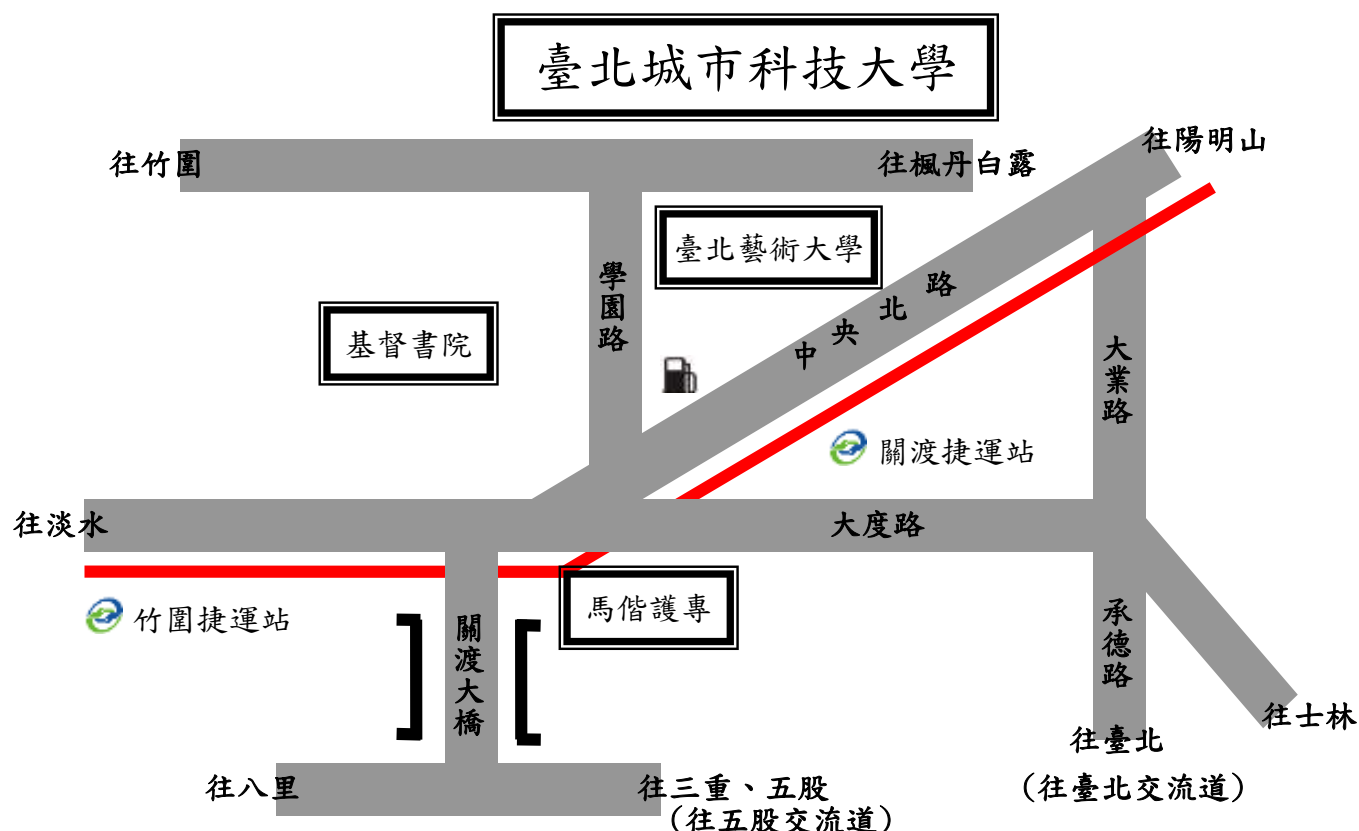 臺北城市科技大學
往陽明山
往竹圍
往楓丹白露
臺北藝術大學
學園路
中央北路
基督書院
大業路
關渡捷運站
往淡水
大度路
竹圍捷運站
馬偕護專
關渡大橋
承德路
往士林
往臺北
(往臺北交流道)
往八里
往三重、五股
(往五股交流道)